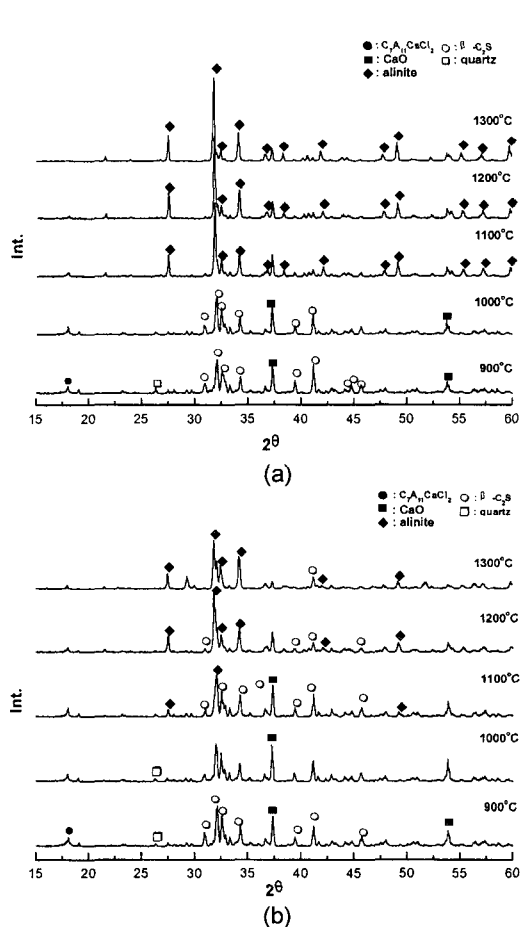 ● : C₇A₁₁CaCl₂ ○ : β -C₂S
■ : CaO □ : quartz
◆ : alinite
1300°C
1200°C
1100°C
1000°C
900°C
Int.
15 20 25 30 35 40 45 50 55 60
2θ
(a)
● : C₇A₁₁CaCl₂ ○ : β -C₂S
■ : CaO □ : quartz
◆ : alinite
1300°C
1200°C
1100°C
1000°C
900°C
Int.
15 20 25 30 35 40 45 50 55 60
2θ
(b)